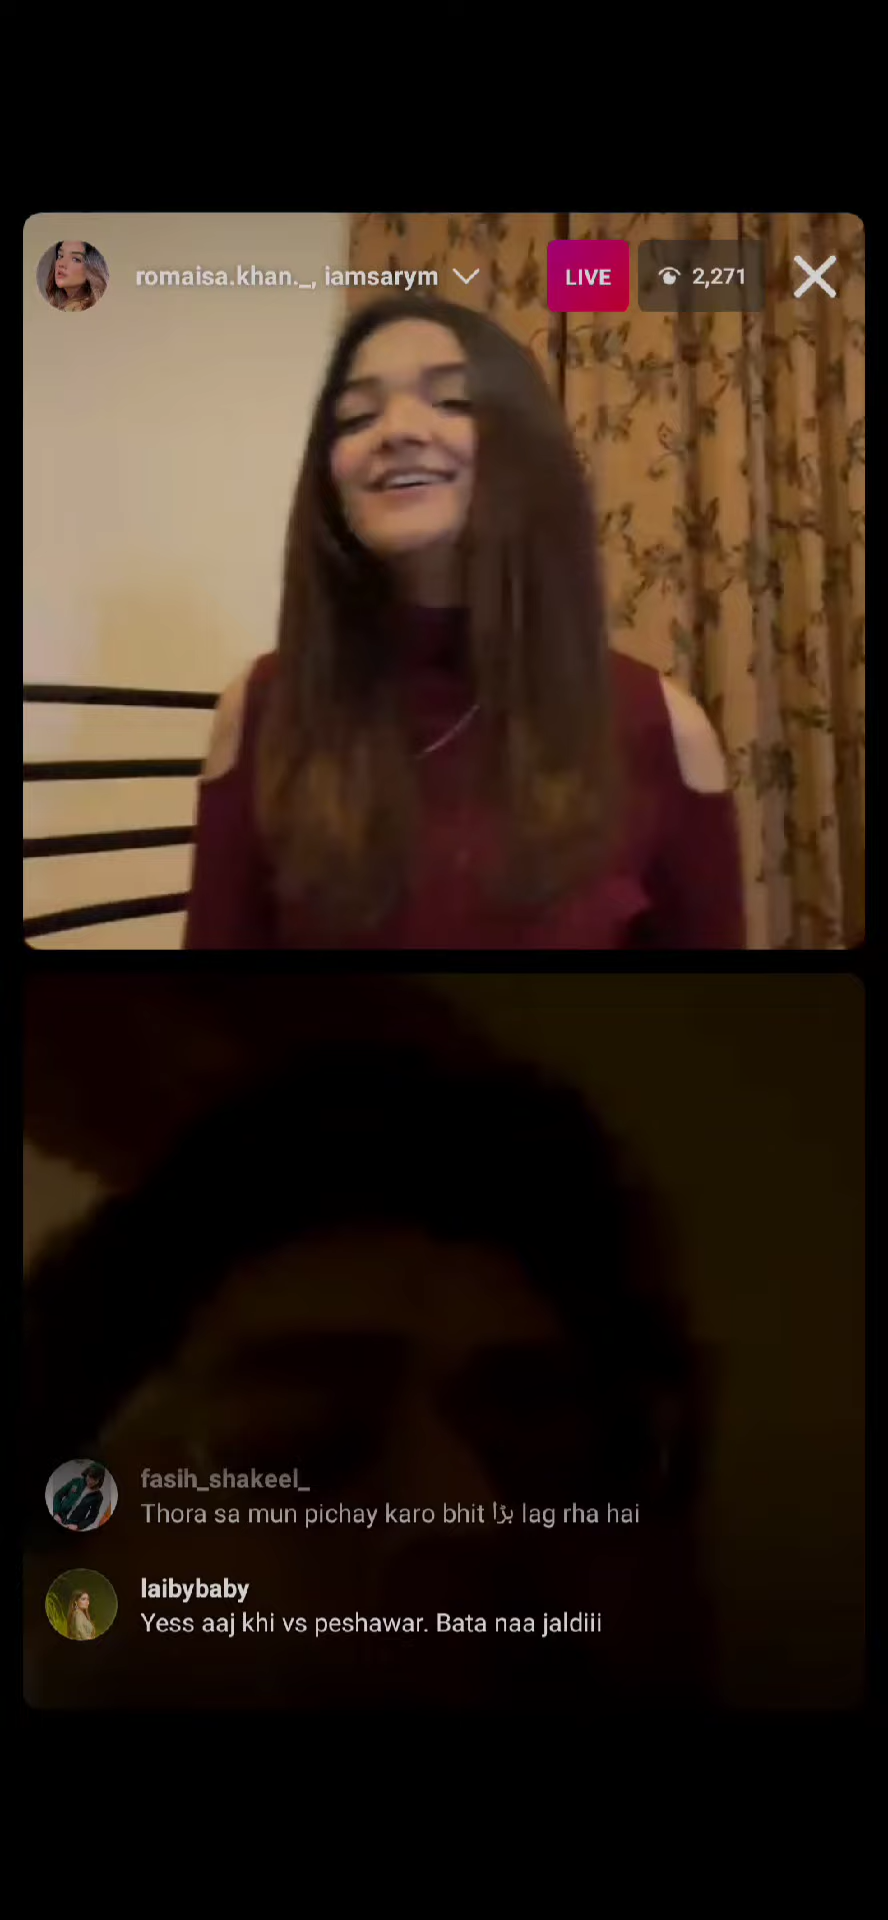 romaisa.khan._, iamsarym
LIVE
2,271
fasih_shakeel_
Thora sa mun pichay karo bhit بڑا lag rha hai
laibybaby
Yess aaj khi vs peshawar. Bata naa jaldiii